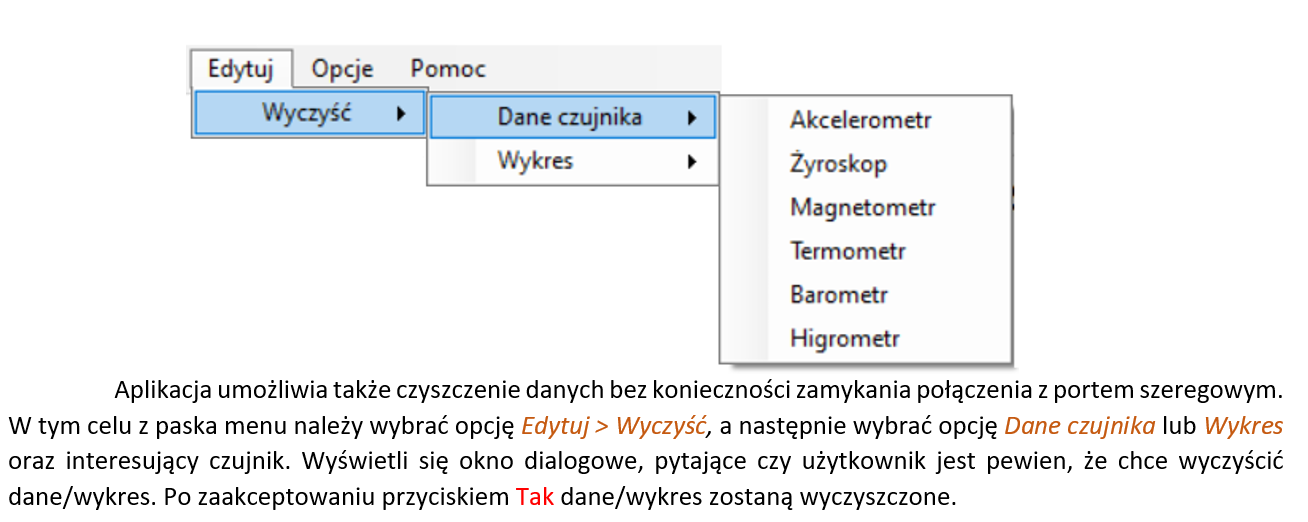 Edytuj Opcje Pomoc
Wyczyść Dane czujnika Akcelerometr
Wykres Żyroskop
Magnetometr
Termometr
Barometr
Higrometr
Aplikacja umożliwia także czyszczenie danych bez konieczności zamykania połączenia z portem szeregowym.
W tym celu z paska menu należy wybrać opcję Edytuj > Wyczyść, a następnie wybrać opcję Dane czujnika lub Wykres
oraz interesujący czujnik. Wyświetli się okno dialogowe, pytające czy użytkownik jest pewien, że chce wyczyścić
dane/wykres. Po zaakceptowaniu przyciskiem Tak dane/wykres zostaną wyczyszczone.